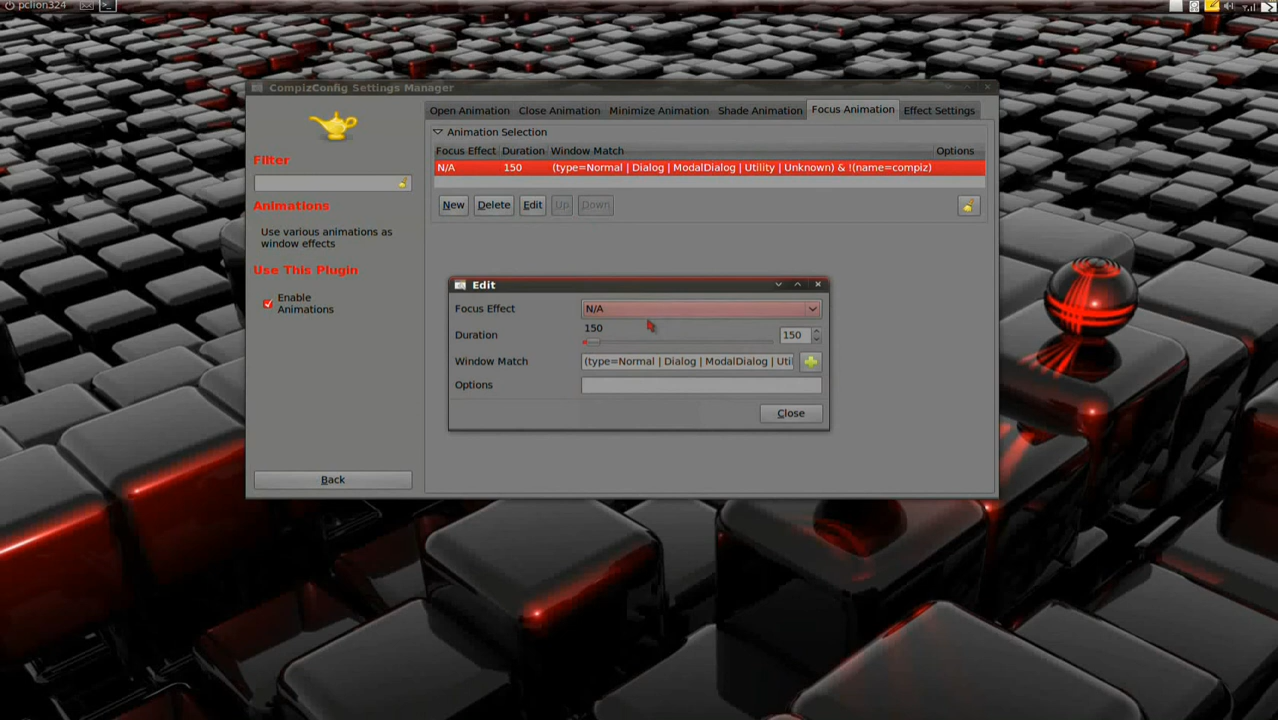 pclion324
CompizConfig Settings Manager
Filter
Animations
Use various animations as
window effects
Use This Plugin
Enable
Animations
Back
Open Animation Close Animation Minimize Animation Shade Animation Focus Animation Effect Settings
Animation Selection
Focus Effect Duration Window Match Options
N/A 150 (type=Normal | Dialog | ModalDialog | Utility | Unknown) & !(name=compiz)
New Delete Edit Up Down
Edit
Focus Effect N/A
150
Duration 150
Window Match (type=Normal | Dialog | ModalDialog | Uti
Options
Close